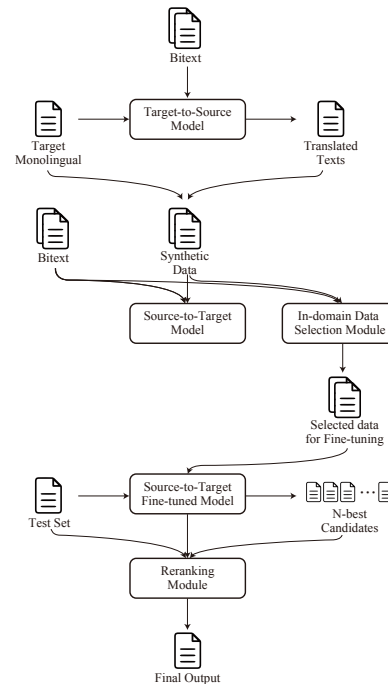 Bitext
Target-to-Source
Model
Target
Monolingual
Translated
Texts
Bitext
Synthetic
Data
Source-to-Target
Model
In-domain Data
Selection Module
Selected data
for Fine-tuning
Source-to-Target
Fine-tuned Model
Test Set
N-best
Candidates
Reranking
Module
Final Output